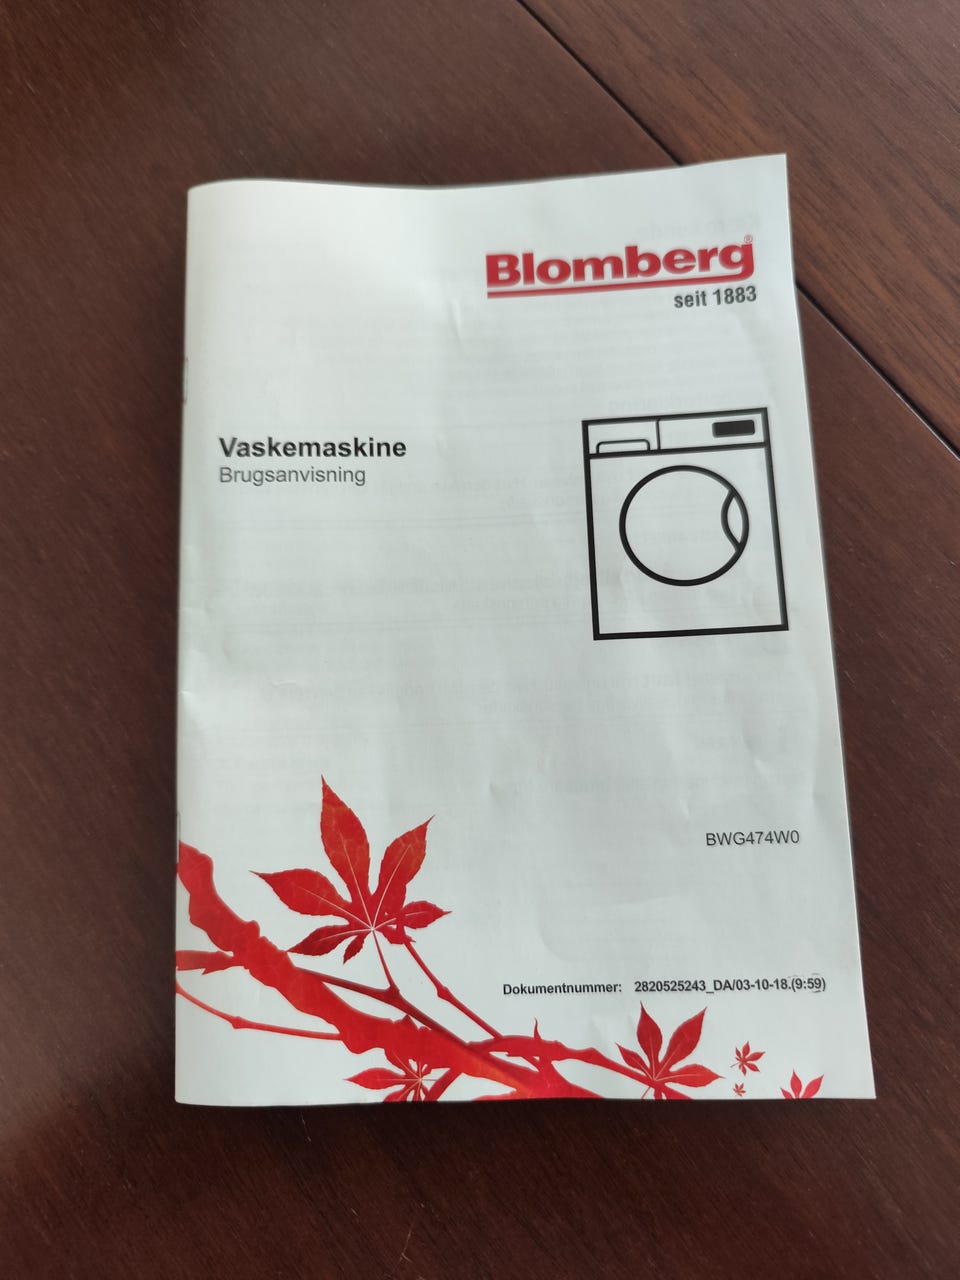 Blomberg®
seit 1883
Vaskemaskine
Brugsanvisning
BWG474W0
Dokumentnummer: 2820525243_DA/03-10-18.(9:59)